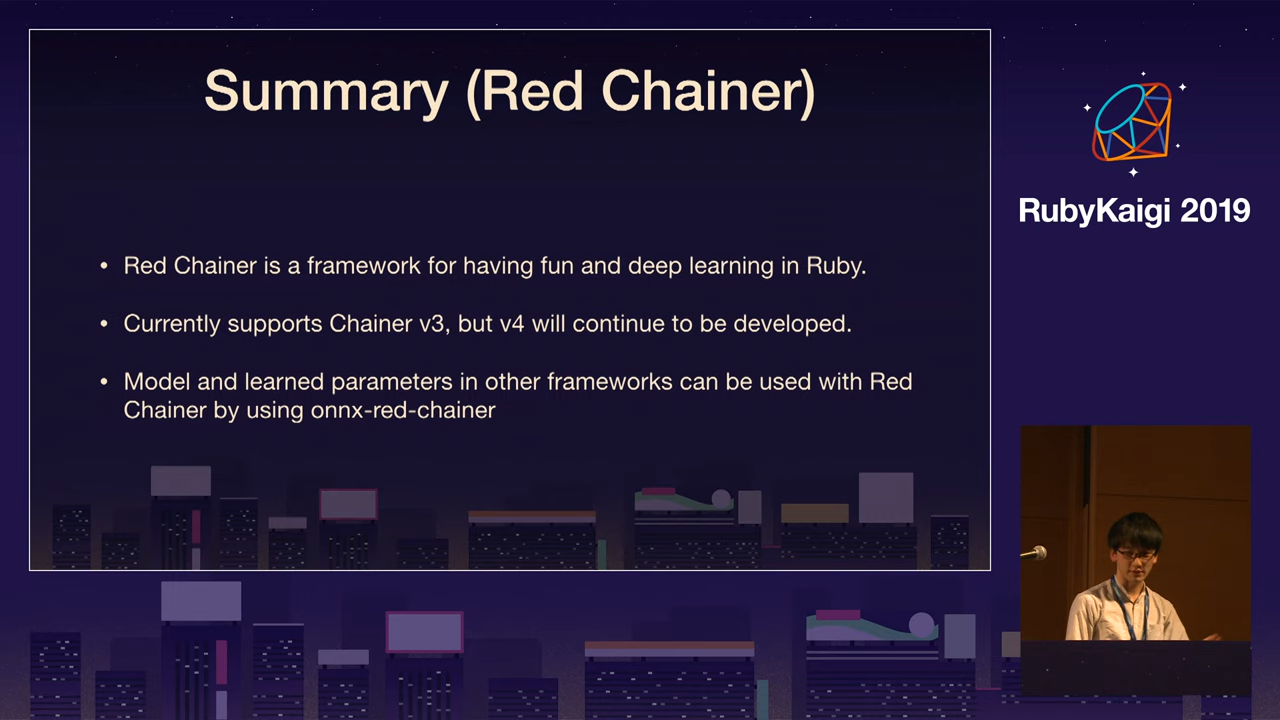 Summary (Red Chainer)
• Red Chainer is a framework for having fun and deep learning in Ruby.
• Currently supports Chainer v3, but v4 will continue to be developed.
• Model and learned parameters in other frameworks can be used with Red
Chainer by using onnx-red-chainer
RubyKaigi 2019